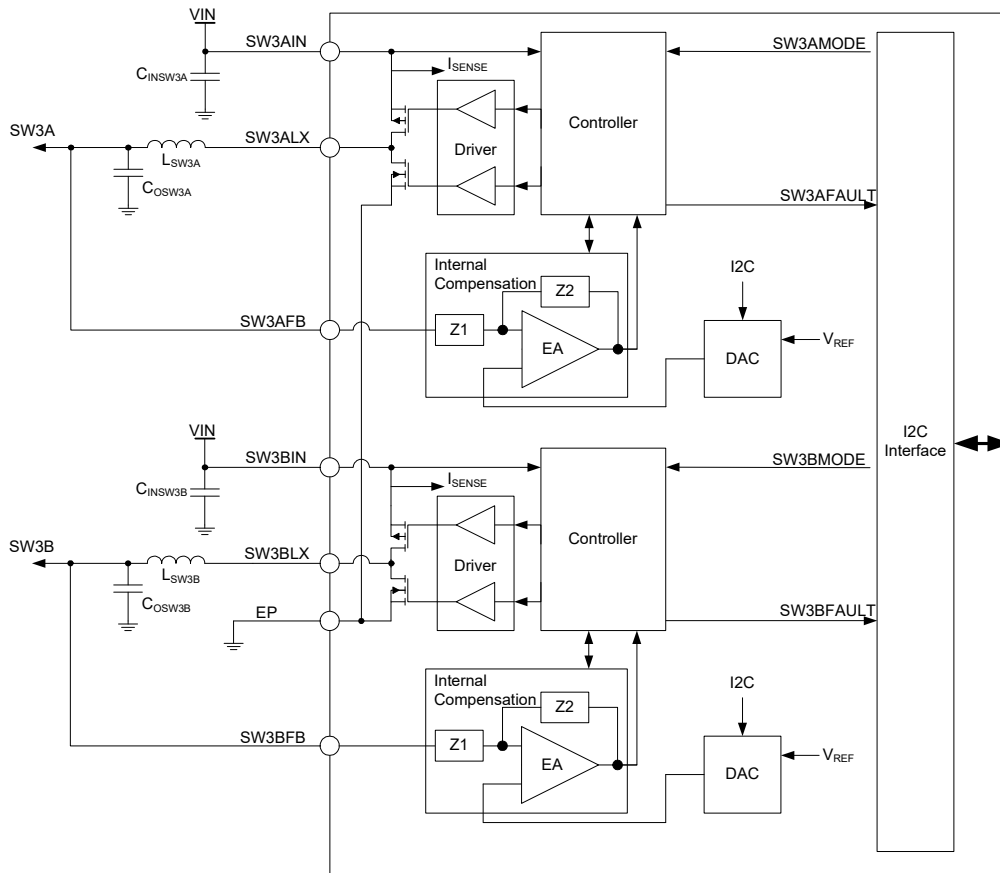 VIN
SW3AIN
SW3AMODE
CINSW3A
ISENSE
Controller
SW3A
SW3ALX
Driver
LSW3A
COSW3A
SW3AFAULT
Internal
Compensation
Z2
I2C
SW3AFB
Z1
EA
DAC
VREF
I2C
Interface
VIN
SW3BIN
SW3BMODE
CINSW3B
ISENSE
Controller
SW3B
SW3BLX
Driver
LSW3B
COSW3B
EP
SW3BFAULT
Internal
Compensation
Z2
I2C
SW3BFB
Z1
EA
DAC
VREF